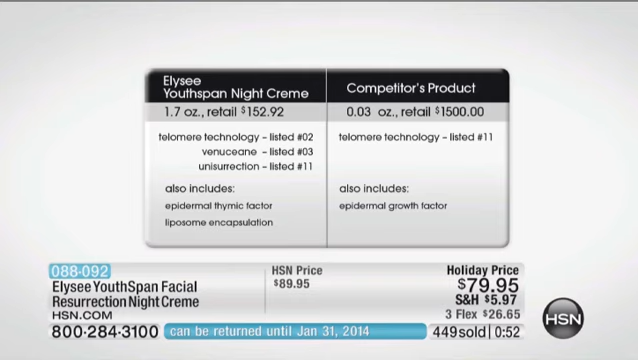 Elysee
Youthspan Night Creme
Competitor's Product
1.7 oz., retail $152.92
0.03 oz., retail $1500.00
telomere technology – listed #02
venuceane – listed #03
unisurrection – listed #11
telomere technology – listed #11
also includes:
epidermal thymic factor
liposome encapsulation
also includes:
epidermal growth factor
088-092
Elysee YouthSpan Facial
Resurrection Night Creme
HSN.COM
HSN Price
$89.95
Holiday Price
$79.95
S&H $5.97
3 Flex $26.65
800-284-3100
can be returned until Jan 31, 2014
449 sold | 0:52
HSN